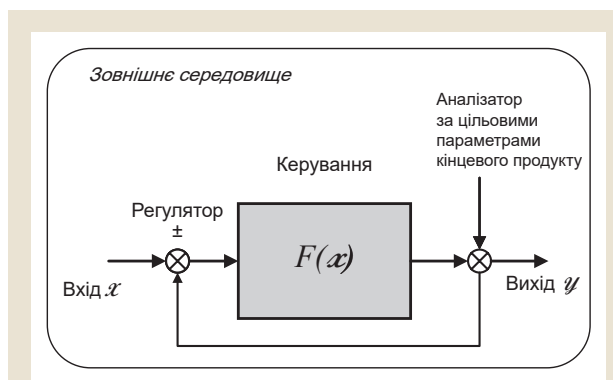 Зовнішнє середовище
Аналізатор
за цільовими
параметрами
кінцевого продукту
Керування
Регулятор
±
F(x)
Вхід x
Вихід y